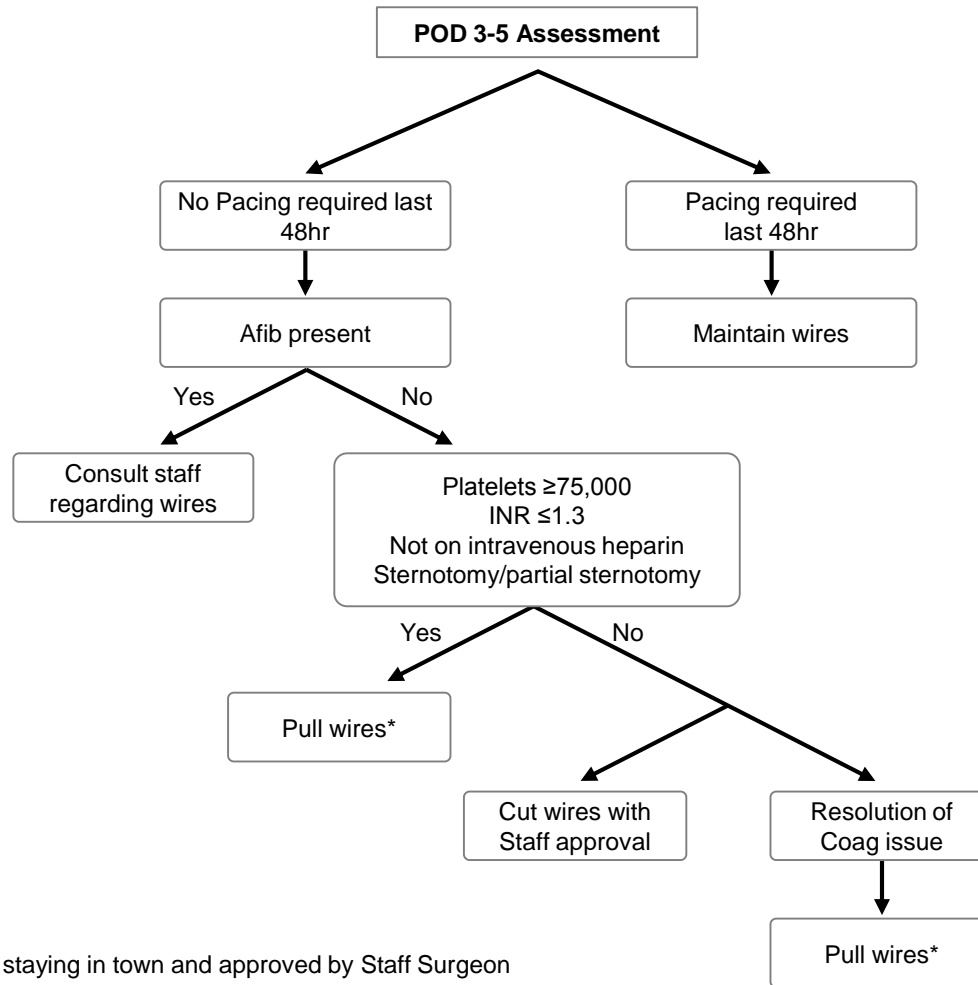 POD 3-5 Assessment
No Pacing required last
48hr
Pacing required
last 48hr
Afib present
Maintain wires
Yes
No
Consult staff
regarding wires
Platelets ≥75,000
INR ≤1.3
Not on intravenous heparin
Sternotomy/partial sternotomy
Yes
No
Pull wires*
Cut wires with
Staff approval
Resolution of
Coag issue
Pull wires*
staying in town and approved by Staff Surgeon